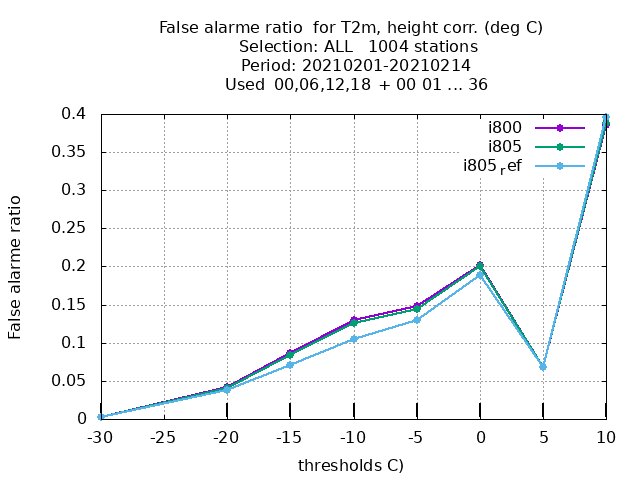 False alarme ratio  for T2m, height corr. (deg C)
Selection: ALL   1004 stations
Period: 20210201-20210214
Used  00,06,12,18  + 00 01 ... 36
0.4
0.35
0.3
0.25
0.2
0.15
0.1
0.05
0
False alarme ratio
i800
i805
i805ref
-30
-25
-20
-15
-10
-5
0
5
10
thresholds C)